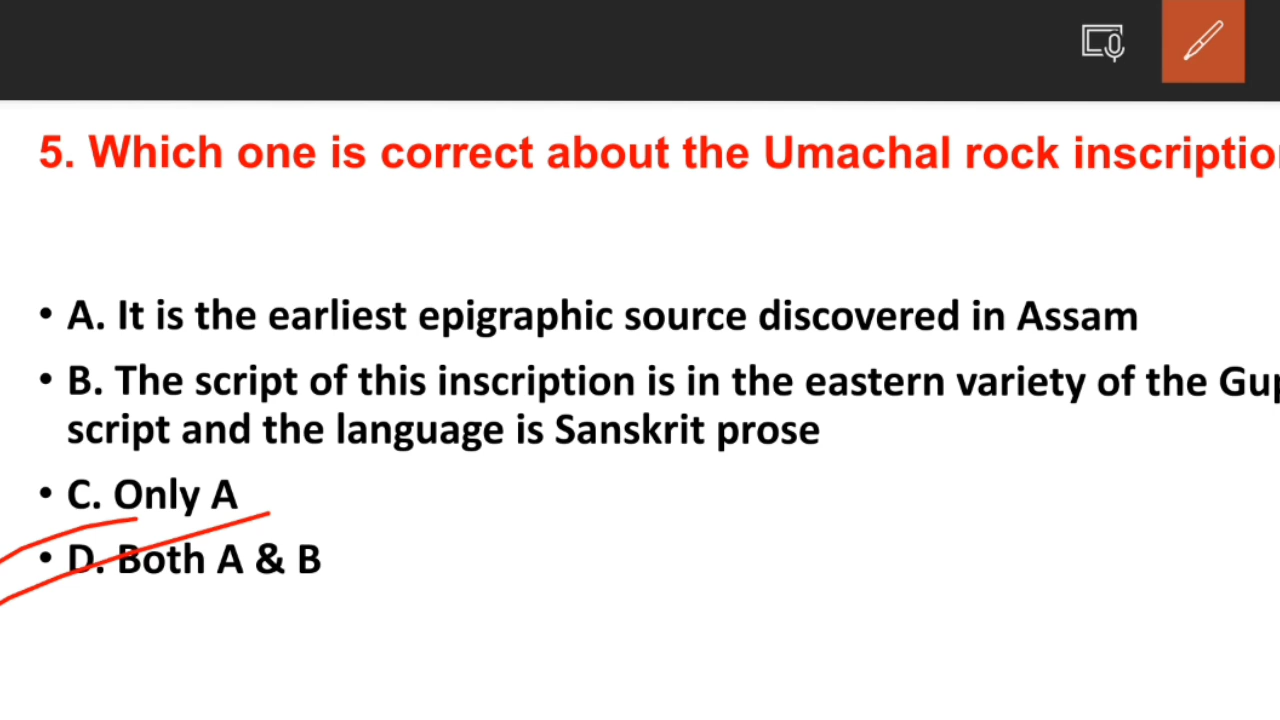 5. Which one is correct about the Umachal rock
• A. It is the earliest epigraphic source discovered in Assam
• B. The script of this inscription is in the eastern variety of the
script and the language is Sanskrit prose
• C. Only A
• D. Both A & B